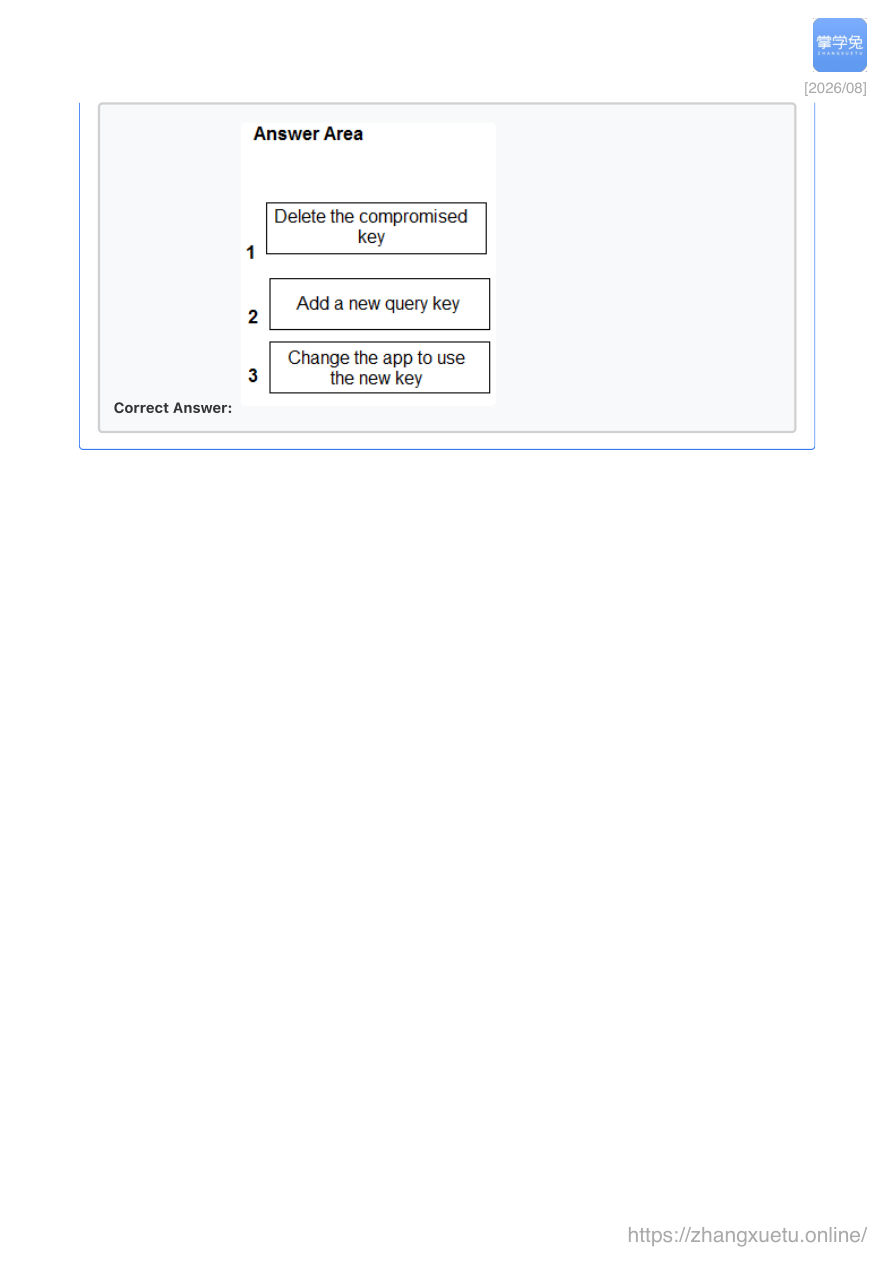 掌学兔
ZHANGXUETU
[2026/08]
Answer Area
Delete the compromised
key
1
Add a new query key
2
Change the app to use
the new key
3
Correct Answer:
https://zhangxuetu.online/